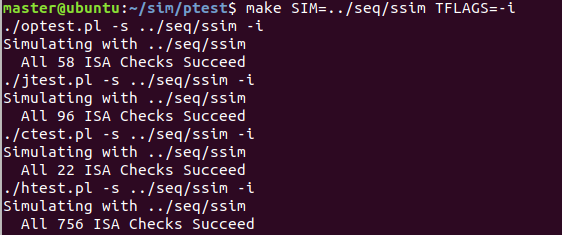 master@ubuntu:~/sim/ptest$ make SIM=../seq/ssim TFLAGS=-i
./optest.pl -s ../seq/ssim -i
Simulating with ../seq/ssim
  All 58 ISA Checks Succeed
./jtest.pl -s ../seq/ssim -i
Simulating with ../seq/ssim
  All 96 ISA Checks Succeed
./ctest.pl -s ../seq/ssim -i
Simulating with ../seq/ssim
  All 22 ISA Checks Succeed
./htest.pl -s ../seq/ssim -i
Simulating with ../seq/ssim
  All 756 ISA Checks Succeed